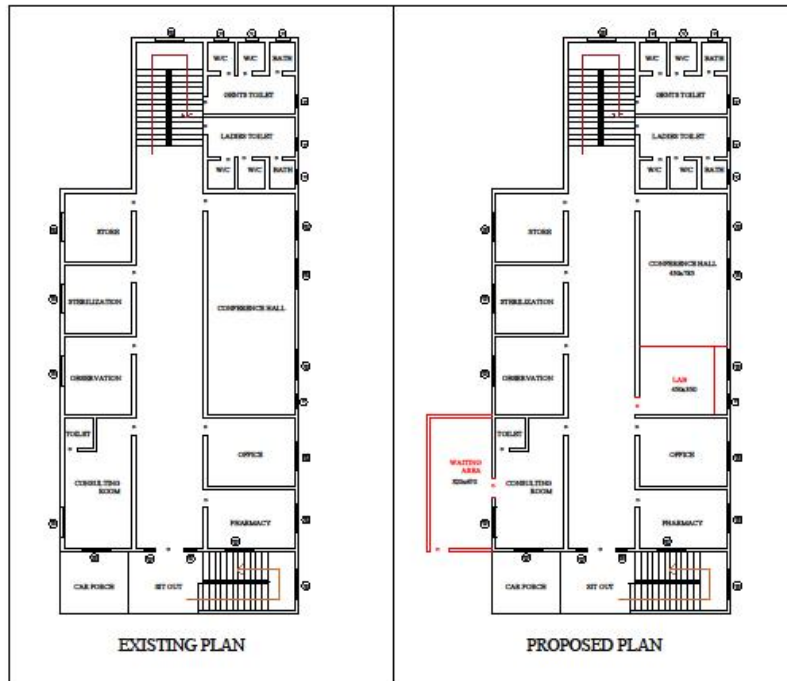 W/C W/C BATH
GENTS TOILET
LADIES TOILET
W/C W/C BATH
STORE
STERILIZATION
CONFERENCE HALL
OBSERVATION
TOILET
OFFICE
CONSULTING
ROOM
PHARMACY
CAR PORCH
SIT OUT
EXISTING PLAN
W/C W/C BATH
GENTS TOILET
LADIES TOILET
W/C W/C BATH
STORE
CONFERENCE HALL
STERILIZATION
OBSERVATION
LAB
TOILET
OFFICE
WAITING
AREA
CONSULTING
ROOM
PHARMACY
CAR PORCH
SIT OUT
PROPOSED PLAN